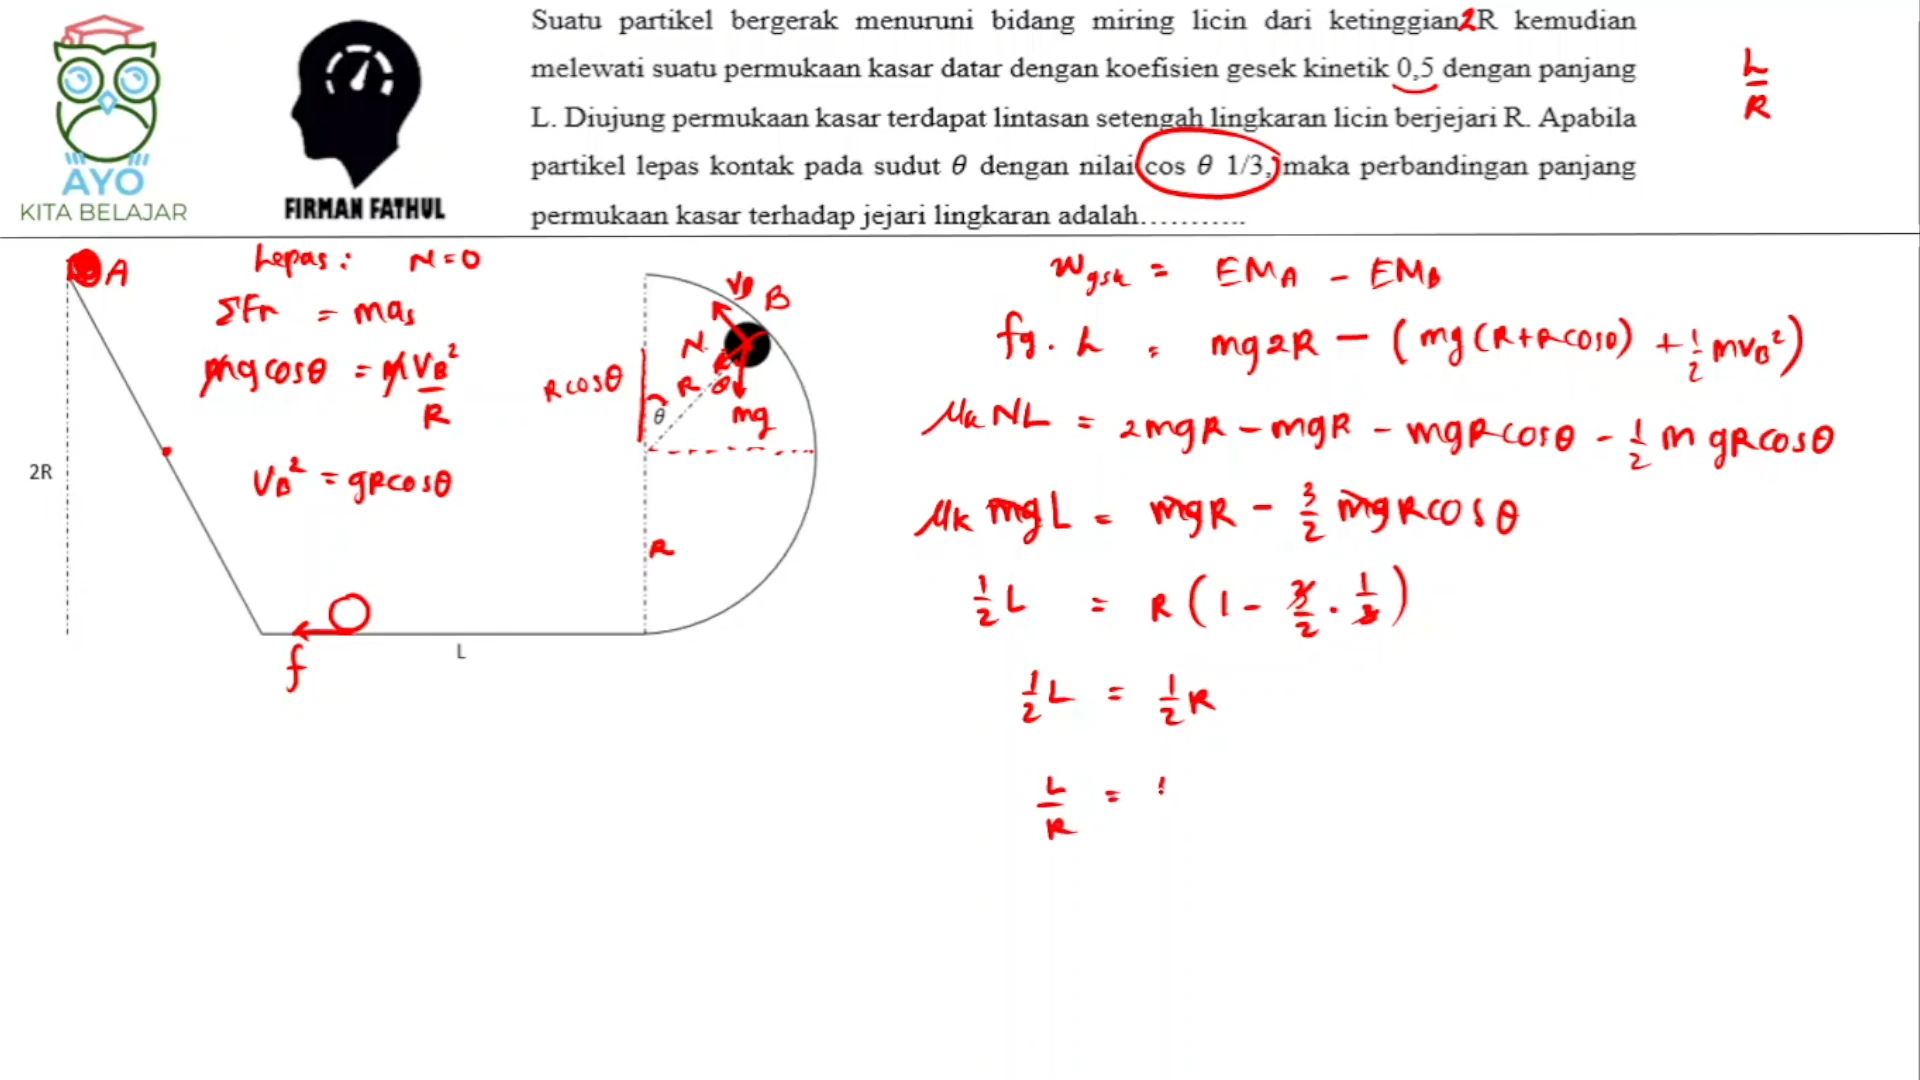 AYO
KITA BELAJAR
FIRMAN FATHUL
Suatu partikel bergerak menuruni bidang miring licin dari ketinggian 2R kemudian
melewati suatu permukaan kasar datar dengan koefisien gesek kinetik 0,5 dengan panjang
L. Diujung permukaan kasar terdapat lintasan setengah lingkaran licin berjejari R. Apabila
partikel lepas kontak pada sudut θ dengan nilai cos θ 1/3, maka perbandingan panjang
permukaan kasar terhadap jejari lingkaran adalah………..
L/R
A
Lepas : N = 0
ΣFr = mas
mg cosθ = m VB²/R
VB² = gRcosθ
2R
f
L
VB B
N
R cosθ
R θ
θ
mg
R
Wgsk = EMA - EMB
fg . L = mg2R - (mg(R+Rcosθ) + 1/2 mVB²)
μk NL = 2mgR - mgR - mgRcosθ - 1/2 m gRcosθ
μk mgL = mgR - 3/2 mgRcosθ
1/2 L = R (1 - 3/2 . 1/3)
1/2 L = 1/2 R
L/R =